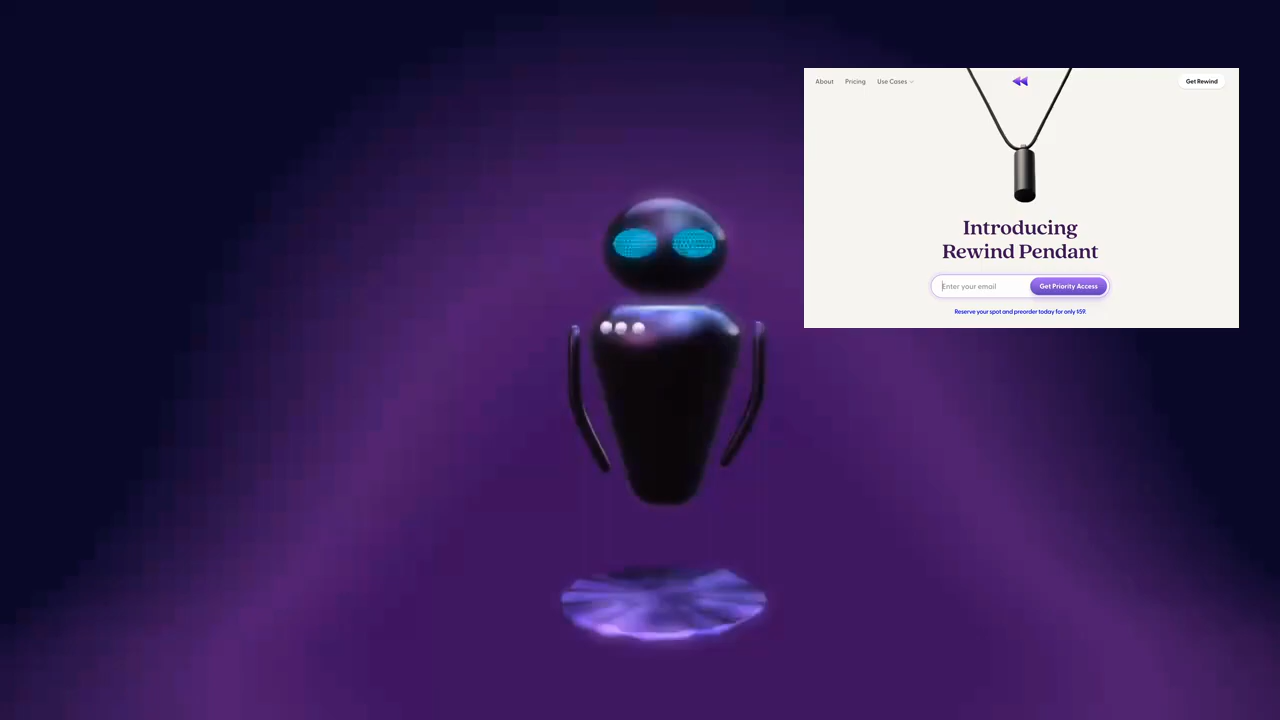 About Pricing Use Cases Get Rewind
Introducing
Rewind Pendant
Enter your email Get Priority Access
Reserve your spot and preorder today for only $59.